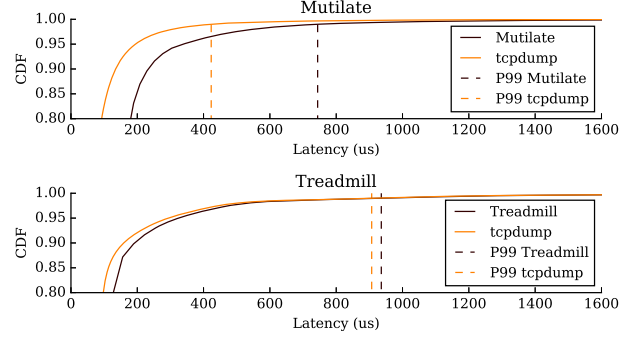 Mutilate
1.00
0.95
0.90
0.85
0.80
CDF
Mutilate
tcpdump
P99 Mutilate
P99 tcpdump
0 200 400 600 800 1000 1200 1400 1600
Latency (us)
Treadmill
1.00
0.95
0.90
0.85
0.80
CDF
Treadmill
tcpdump
P99 Treadmill
P99 tcpdump
0 200 400 600 800 1000 1200 1400 1600
Latency (us)